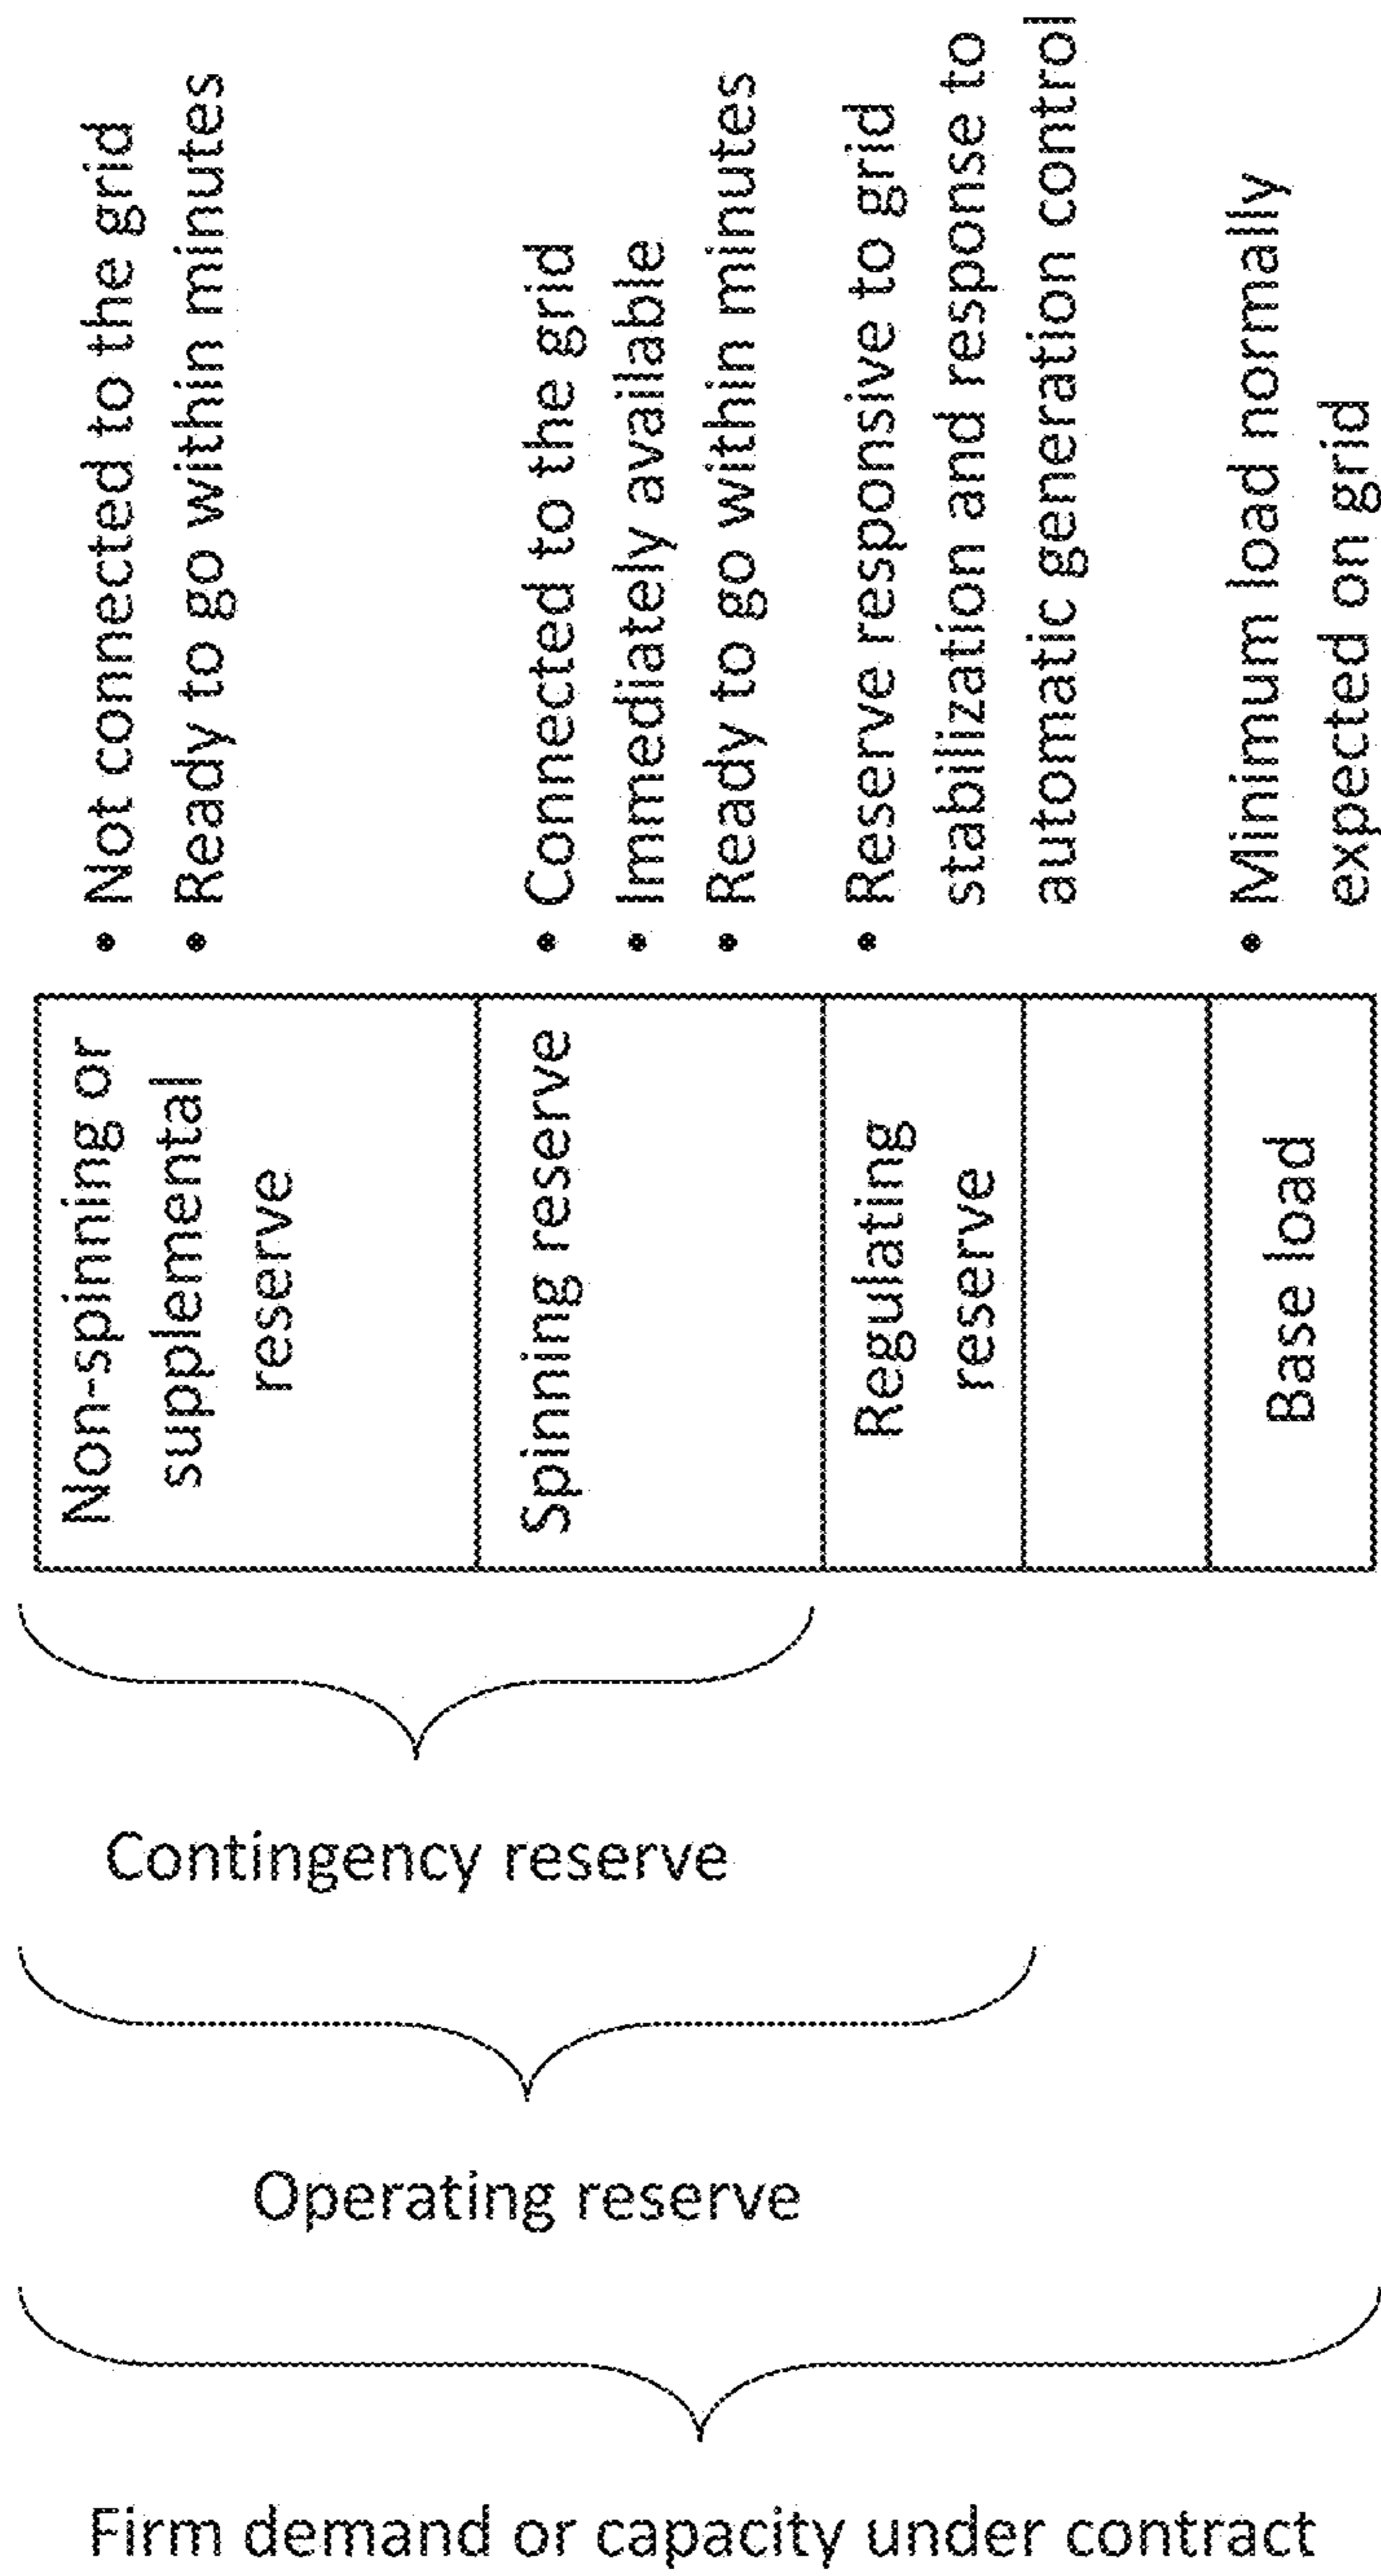 Non-spinning or
supplemental
reserve
• Not connected to the grid
• Ready to go within minutes
Spinning reserve
• Connected to the grid
• Immediately available
• Ready to go within minutes
Regulating
reserve
• Reserve responsive to grid
stabilization and response to
automatic generation control
Base load
• Minimum load normally
expected on grid
Contingency reserve
Operating reserve
Firm demand or capacity under contract